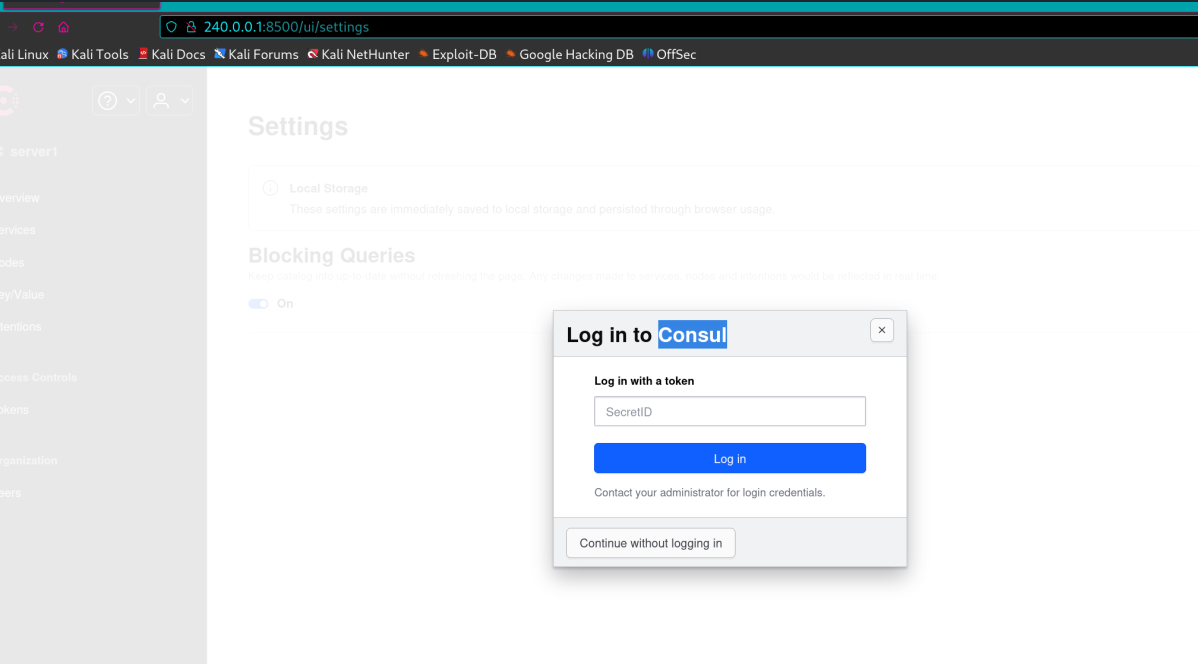 240.0.0.1:8500/ui/settings
ali Linux Kali Tools Kali Docs Kali Forums Kali NetHunter Exploit-DB Google Hacking DB OffSec
server1
verview
ervices
odes
ey/Value
tentions
ccess Controls
okens
rganization
eers
Settings
Local Storage
These settings are immediately saved to local storage and persisted through browser usage.
Blocking Queries
Keep catalog info up-to-date without refreshing the page. Any changes made to services, nodes and intentions would be reflected in real time.
On
Log in to Consul
Log in with a token
SecretID
Log in
Contact your administrator for login credentials.
Continue without logging in